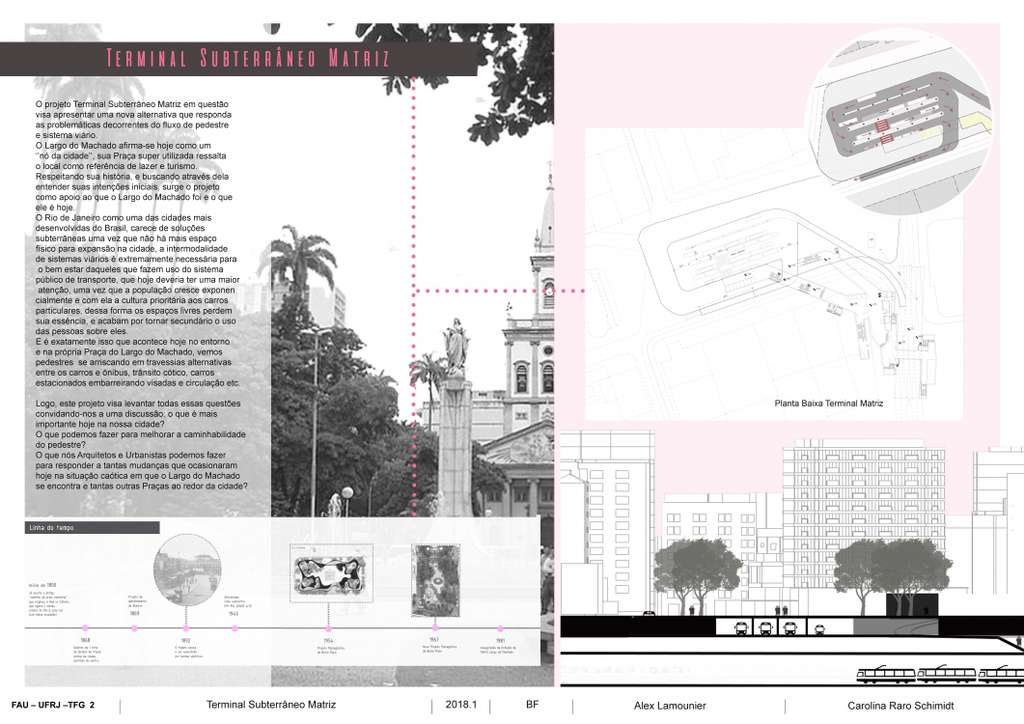 TERMINAL SUBTERRÂNEO MATRIZ
O projeto Terminal Subterrâneo Matriz em questão
visa apresentar uma nova alternativa que responda
as problemáticas decorrentes do fluxo de pedestre
e sistema viário.
O Largo do Machado afirma-se hoje como um
"nó da cidade", sua Praça super utilizada ressalta
o local como referência de lazer e turismo.
Respeitando sua história, e buscando através dela
entender suas intenções iniciais, surge o projeto
como apoio ao que o Largo do Machado foi e o que
ele é hoje.
O Rio de Janeiro como uma das cidades mais
desenvolvidas do Brasil, carece de soluções
subterrâneas uma vez que não há mais espaço
físico para expansão na cidade, a intermodalidade
de sistemas viários é extremamente necessária para
o bem estar daqueles que fazem uso do sistema
público de transporte, que hoje deveria ter uma maior
atenção, uma vez que a população cresce exponen
cialmente e com ela a cultura prioritária aos carros
particulares, dessa forma os espaços livres perdem
sua essência, e acabam por tornar secundário o uso
das pessoas sobre eles.
E é exatamente isso que acontece hoje no entorno
e na própria Praça do Largo do Machado, vemos
pedestres se arriscando em travessias alternativas
entre os carros e ônibus, trânsito cótico, carros
estacionados embarreirando visadas e circulação etc.
Logo, este projeto visa levantar todas essas questões
convidando-nos a uma discussão, o que é mais
importante hoje na nossa cidade?
O que podemos fazer para melhorar a caminhabilidade
do pedestre?
O que nós Arquitetos e Urbanistas podemos fazer
para responder a tantas mudanças que ocasionaram
hoje na situação caótica em que o Largo do Machado
se encontra e tantas outras Praças ao redor da cidade?
Linha do tempo
Planta Baixa Terminal Matriz
FAU – UFRJ –TFG 2
Terminal Subterrâneo Matriz
2018.1
BF
Alex Lamounier
Carolina Raro Schimidt